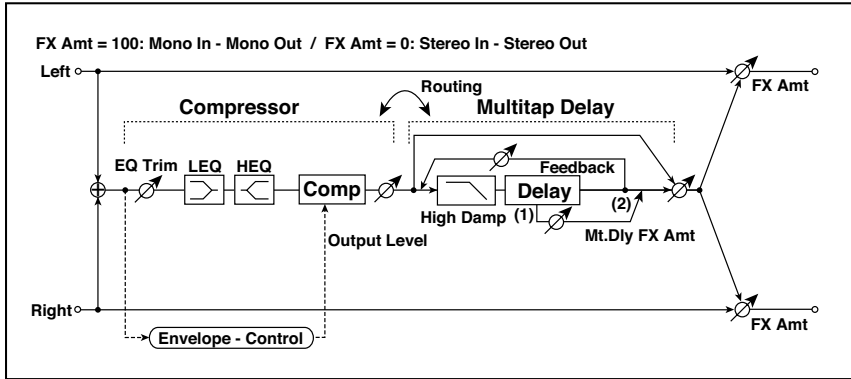 FX Amt = 100: Mono In - Mono Out / FX Amt = 0: Stereo In - Stereo Out
Left
FX Amt
Routing
Compressor
Multitap Delay
EQ Trim
LEQ
HEQ
Feedback
Comp
Delay
High Damp
(1)
(2)
Output Level
Mt.Dly FX Amt
Right
FX Amt
Envelope - Control